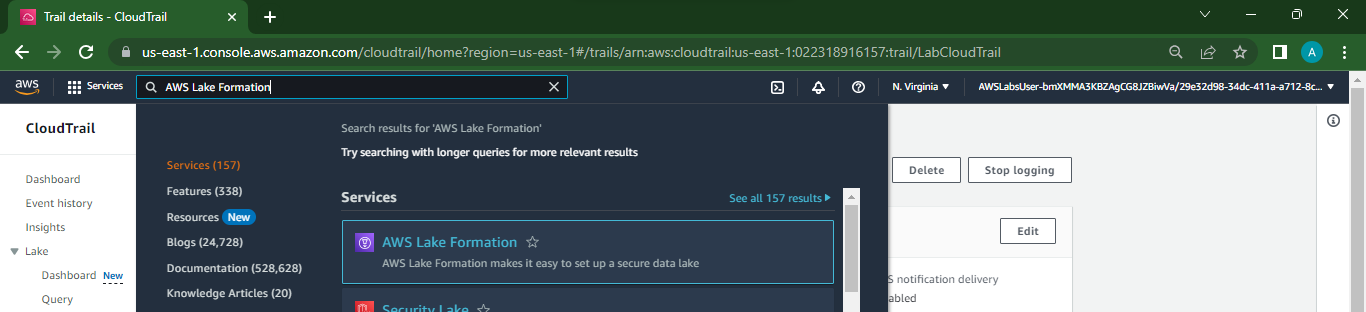 Trail details - CloudTrail
us-east-1.console.aws.amazon.com/cloudtrail/home?region=us-east-1#/trails/arn:aws:cloudtrail:us-east-1:022318916157:trail/LabCloudTrail
A
aws
Services
AWS Lake Formation
N. Virginia
AWSLabsUser-bmXMMA3KBZAgCG8JZBiwVa/29e32d98-34dc-411a-a712-8c...
CloudTrail
Dashboard
Event history
Insights
Lake
Dashboard New
Query
Services (157)
Features (338)
Resources New
Blogs (24,728)
Documentation (528,628)
Knowledge Articles (20)
Search results for 'AWS Lake Formation'
Try searching with longer queries for more relevant results
Services
See all 157 results
AWS Lake Formation
AWS Lake Formation makes it easy to set up a secure data lake
Security Lake
Delete
Stop logging
Edit
S notification delivery
abled